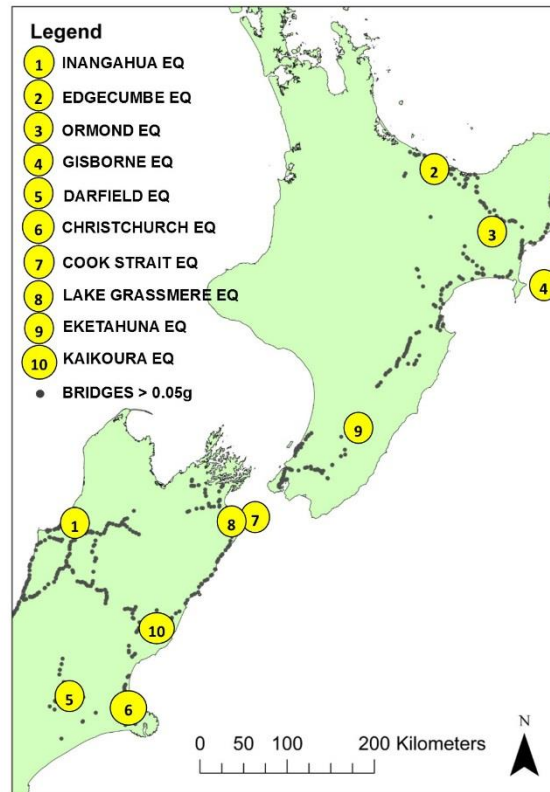 Legend
1 INANGAHUA EQ
2 EDGECUMBE EQ
3 ORMOND EQ
4 GISBORNE EQ
5 DARFIELD EQ
6 CHRISTCHURCH EQ
7 COOK STRAIT EQ
8 LAKE GRASSMERE EQ
9 EKETAHUNA EQ
10 KAIKOURA EQ
BRIDGES > 0.05g
2
3
4
9
1
8 7
10
5
6
N
0 50 100 200 Kilometers